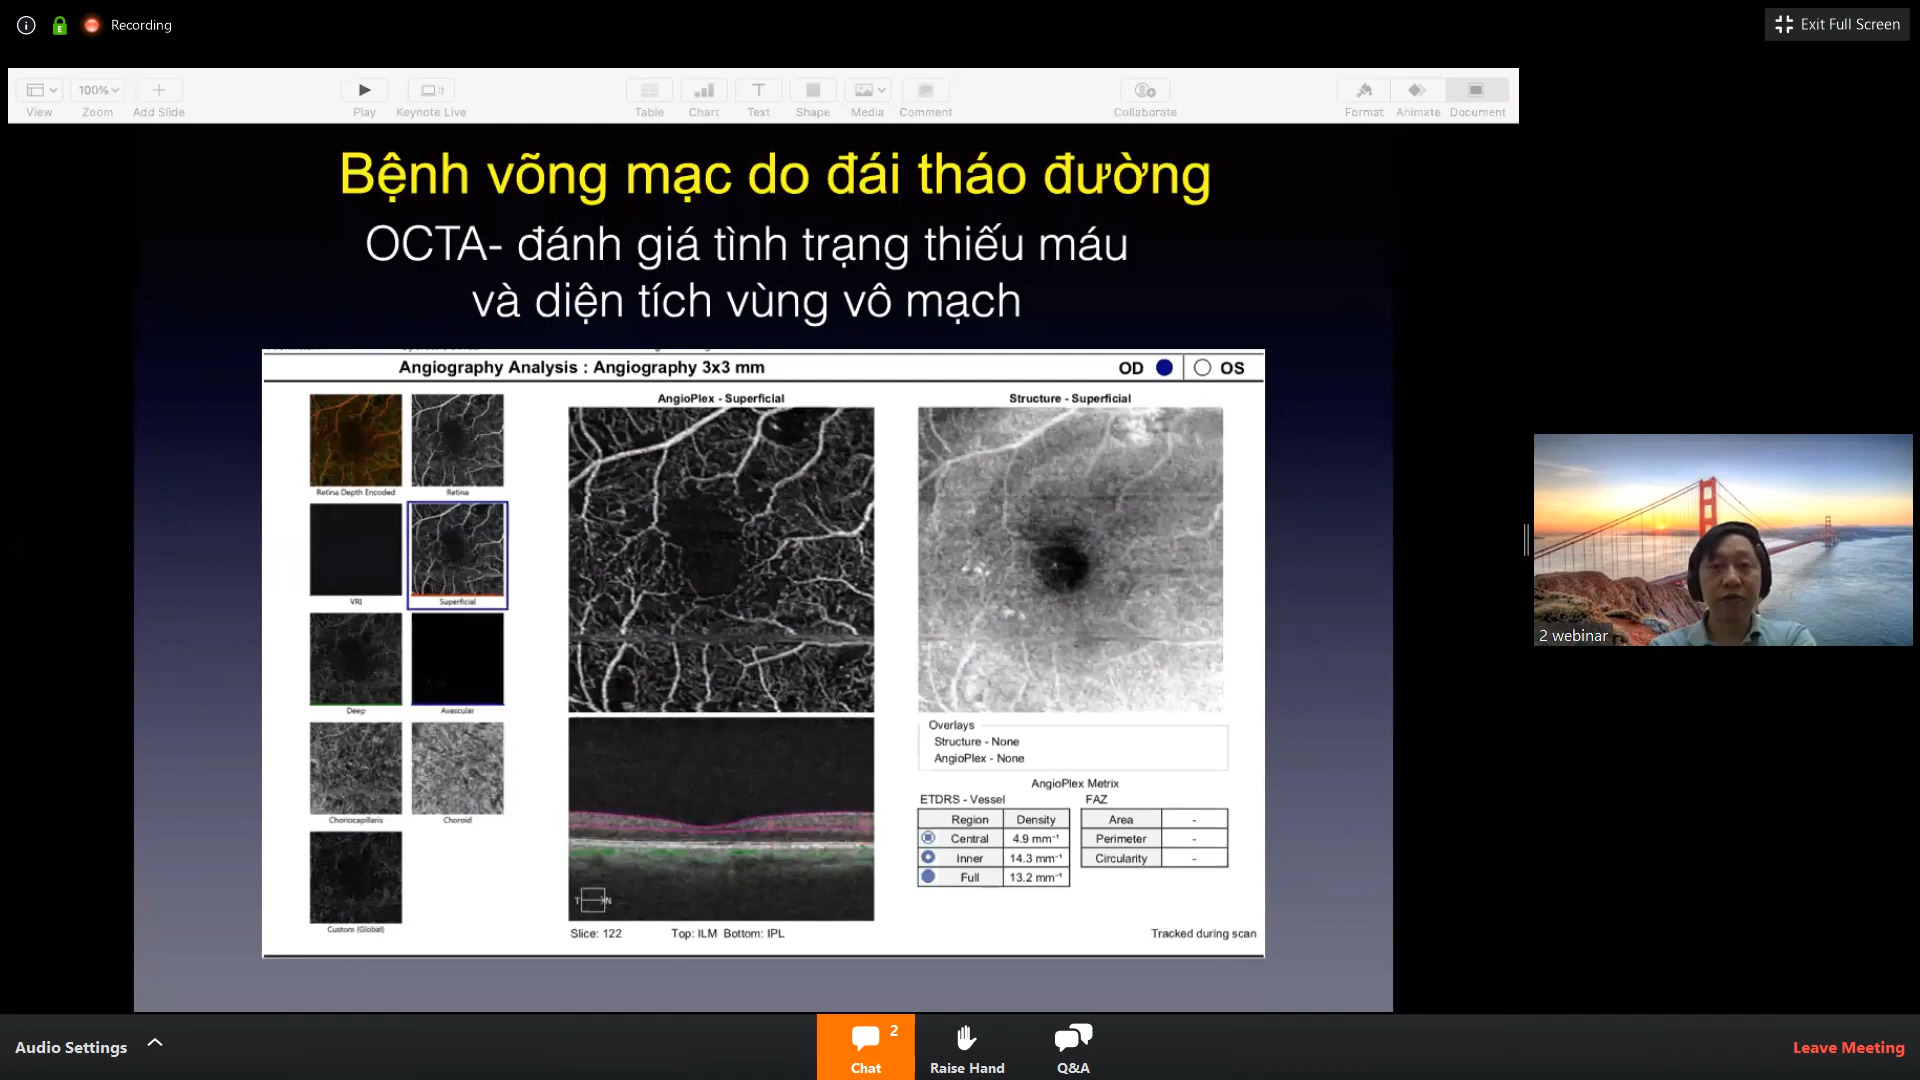 Recording
Exit Full Screen
100%
View
Zoom
Add Slide
Play
Keynote Live
Table
Chart
Text
Shape
Media
Comment
Collaborate
Format
Animate
Document
Bệnh võng mạc do đái tháo đường
OCTA- đánh giá tình trạng thiếu máu
và diện tích vùng vô mạch
Angiography Analysis : Angiography 3x3 mm
OD
OS
Retina Depth Encoded
Retina
VRI
Superficial
Deep
Avascular
Choriocapillaris
Choroid
Custom (Global)
AngioPlex - Superficial
Structure - Superficial
T N
Slice: 122
Top: ILM Bottom: IPL
Overlays
Structure - None
AngioPlex - None
AngioPlex Metrix
ETDRS - Vessel
Region Density
Central 4.9 mm⁻¹
Inner 14.3 mm⁻¹
Full 13.2 mm⁻¹
FAZ
Area -
Perimeter -
Circularity -
Tracked during scan
2 webinar
Audio Settings
2
Chat
Raise Hand
Q&A
Leave Meeting